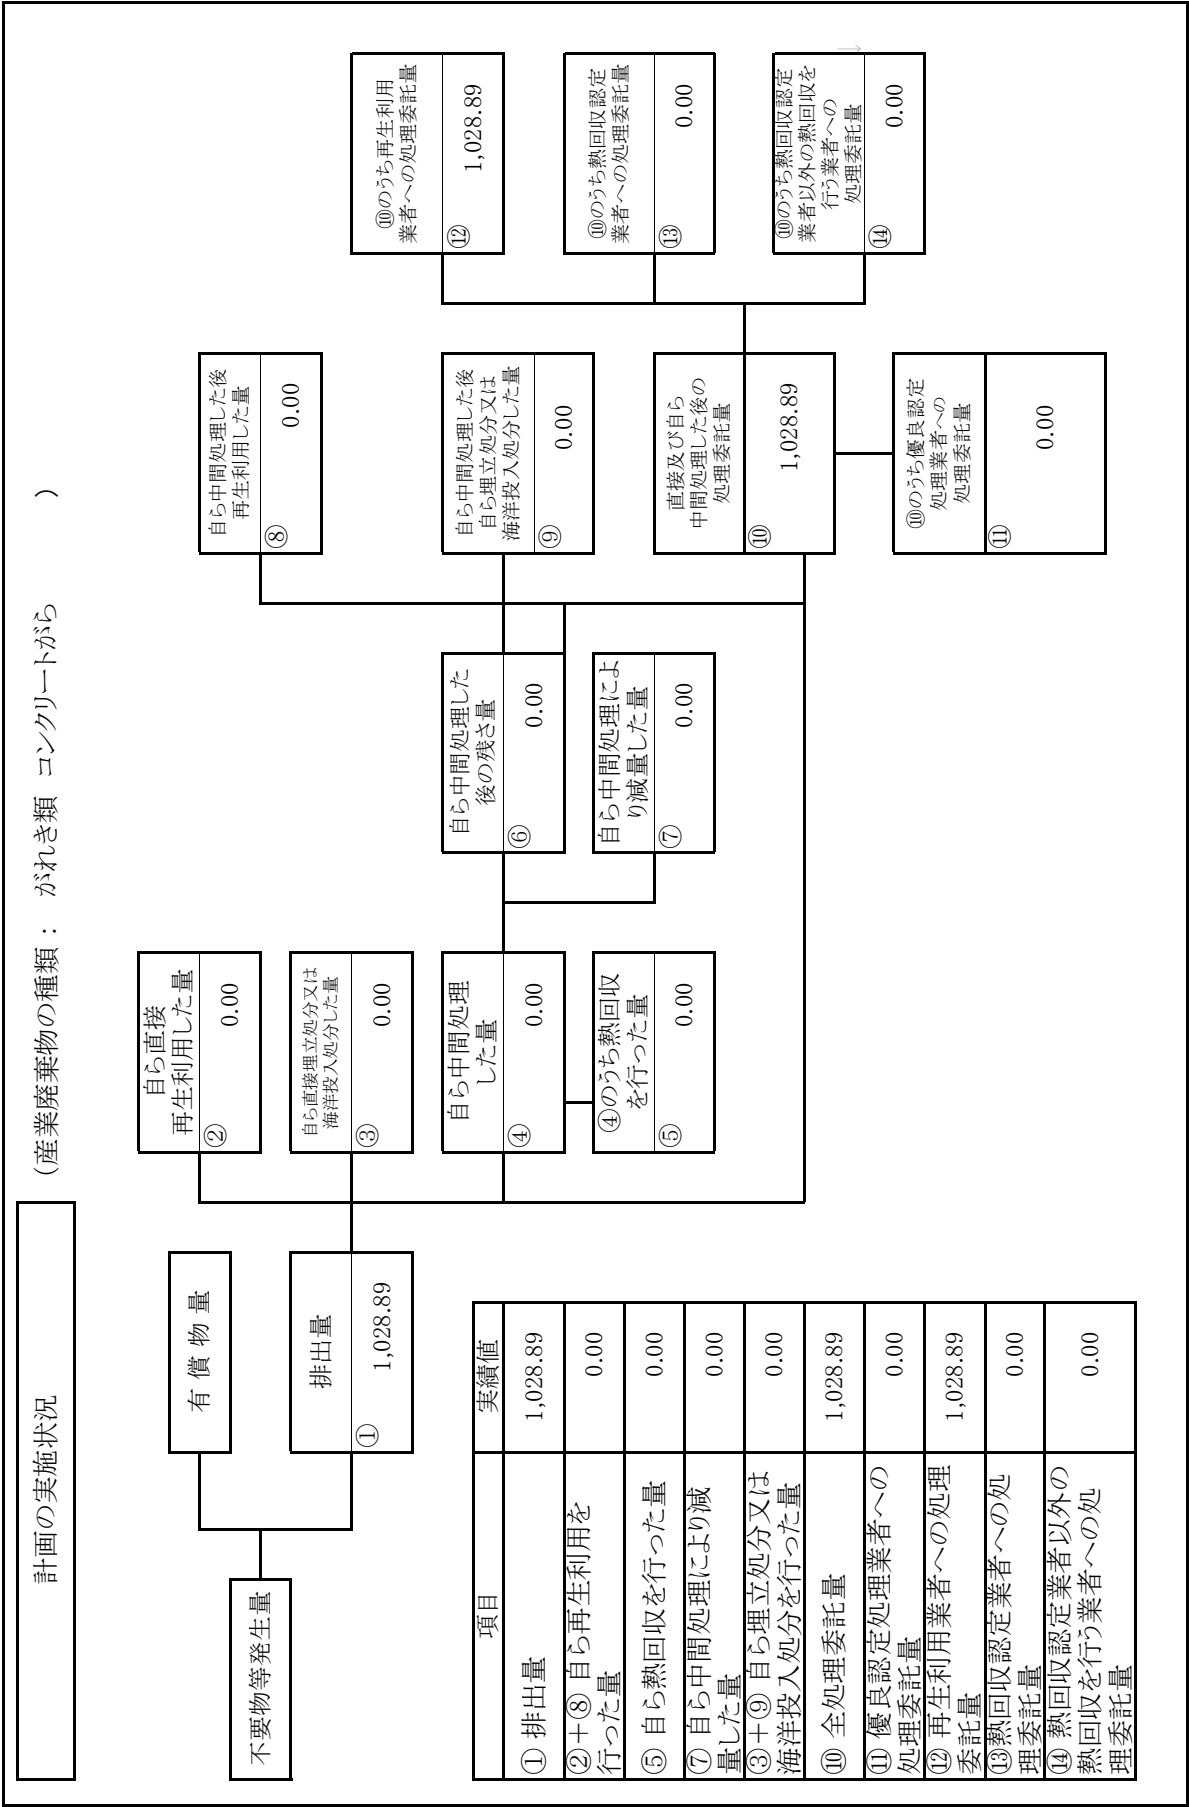 計画の実施状況
(産業廃棄物の種類： がれき類 コンクリートがら )
不要物等発生量
有 償 物 量
排出量
① 1,028.89
自ら直接
再生利用した量
② 0.00
自ら直接埋立処分又は
海洋投入処分した量
③ 0.00
自ら中間処理
した量
④ 0.00
④のうち熱回収
を行った量
⑤ 0.00
自ら中間処理した
後の残さ量
⑥ 0.00
自ら中間処理によ
り減量した量
⑦ 0.00
自ら中間処理した後
再生利用した量
⑧ 0.00
自ら中間処理した後
自ら埋立処分又は
海洋投入処分した量
⑨ 0.00
直接及び自ら
中間処理した後の
処理委託量
⑩ 1,028.89
⑩のうち優良認定
処理業者への
処理委託量
⑪ 0.00
⑩のうち再生利用
業者への処理委託量
⑫ 1,028.89
⑩のうち熱回収認定
業者への処理委託量
⑬ 0.00
⑩のうち熱回収認定
業者以外の熱回収を
行う業者への
処理委託量
⑭ 0.00
↓
項目 実績値
① 排出量 1,028.89
②＋⑧ 自ら再生利用を
行った量 0.00
⑤ 自ら熱回収を行った量 0.00
⑦ 自ら中間処理により減
量した量 0.00
③＋⑨ 自ら埋立処分又は
海洋投入処分を行った量 0.00
⑩ 全処理委託量 1,028.89
⑪ 優良認定処理業者への
処理委託量 0.00
⑫ 再生利用業者への処理
委託量 1,028.89
⑬熱回収認定業者への処
理委託量 0.00
⑭ 熱回収認定業者以外の
熱回収を行う業者への処
理委託量 0.00